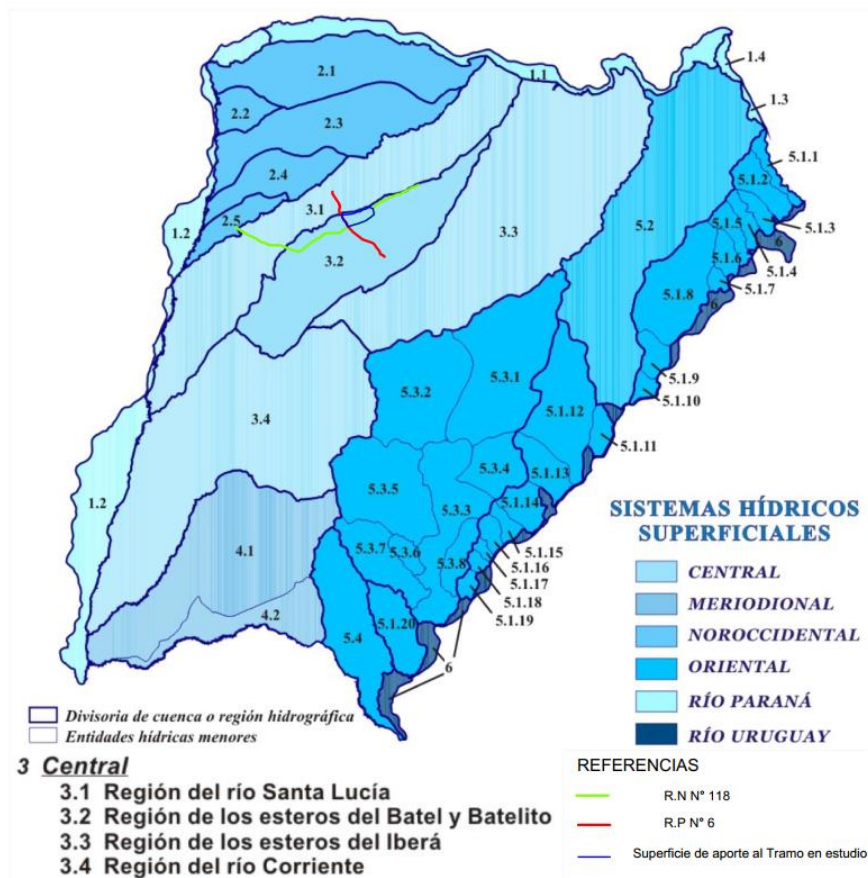 1.4
1.1
2.1
1.3
2.2
2.3
5.1.1
5.1.2
2.4
5.2
3.1
5.1.5
5.1.3
1.2
2.5
3.3
6
5.1.6
5.1.4
3.2
5.1.8
5.1.7
6
5.1.9
5.3.1
5.1.10
5.3.2
5.1.12
3.4
5.1.11
5.3.4
5.1.13
5.3.5
1.2
5.1.14
5.3.3
5.1.15
4.1
5.3.7
5.3.6
5.1.16
5.3.8
5.1.17
5.1.18
5.1.19
4.2
5.1.20
5.4
6
SISTEMAS HÍDRICOS
SUPERFICIALES
CENTRAL
MERIODIONAL
NOROCCIDENTAL
ORIENTAL
RÍO PARANÁ
RÍO URUGUAY
Divisoria de cuenca o región hidrográfica
Entidades hídricas menores
3 Central
3.1 Región del río Santa Lucía
3.2 Región de los esteros del Batel y Batelito
3.3 Región de los esteros del Iberá
3.4 Región del río Corriente
REFERENCIAS
R.N N° 118
R.P N° 6
Superficie de aporte al Tramo en estudio